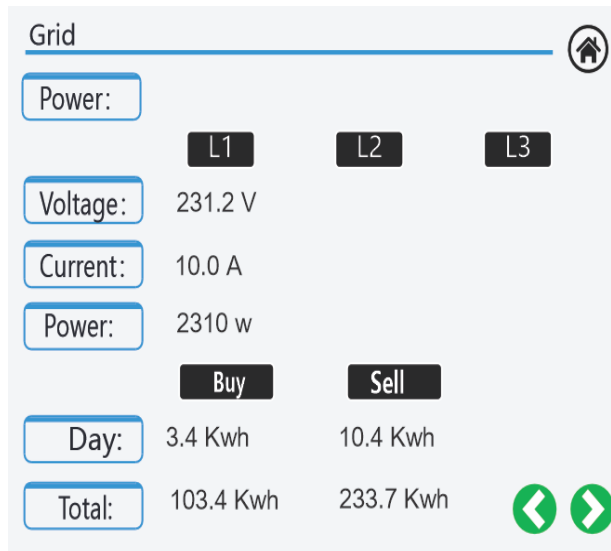 Grid
Power:
L1 L2 L3
Voltage: 231.2 V
Current: 10.0 A
Power: 2310 w
Buy Sell
Day: 3.4 Kwh 10.4 Kwh
Total: 103.4 Kwh 233.7 Kwh